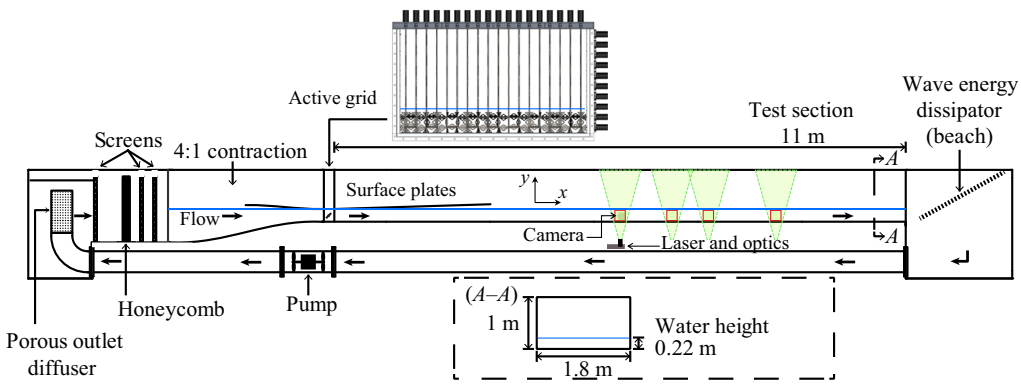 Active grid
Screens
4:1 contraction
Test section
11 m
Wave energy
dissipator
(beach)
A
y
x
Surface plates
Flow
Camera
Laser and optics
A
Honeycomb
Pump
Porous outlet
diffuser
(A–A)
1 m
Water height
0.22 m
1.8 m